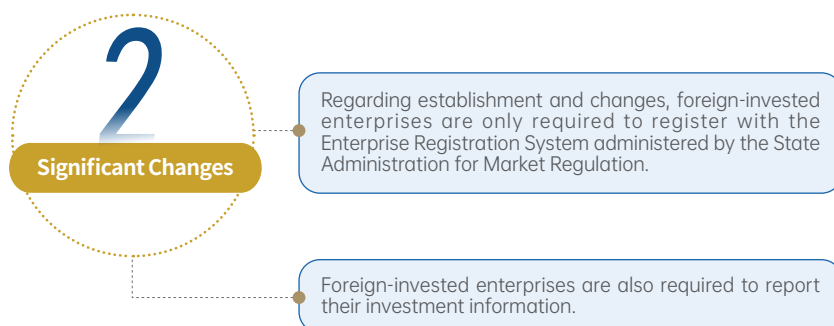 2
Significant Changes
Regarding establishment and changes, foreign-invested
enterprises are only required to register with the
Enterprise Registration System administered by the State
Administration for Market Regulation.
Foreign-invested enterprises are also required to report
their investment information.